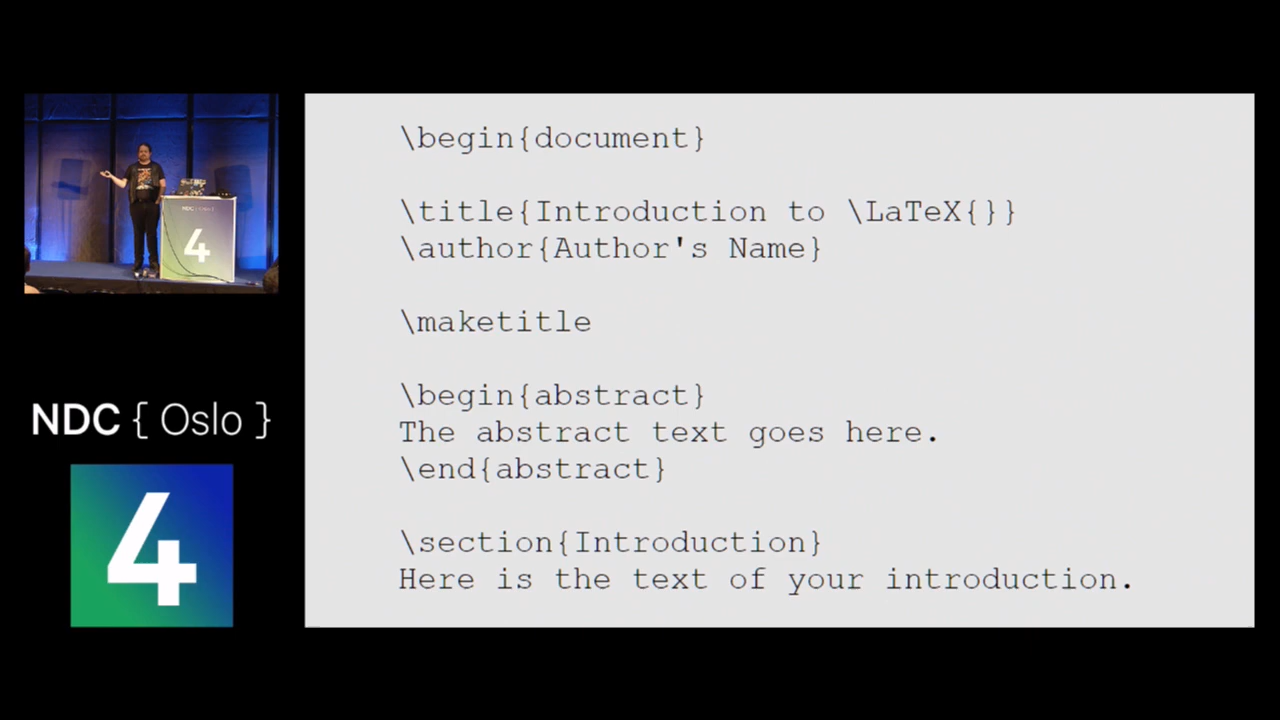 \begin{document}
\title{Introduction to \LaTeX{}}
\author{Author's Name}
\maketitle
\begin{abstract}
The abstract text goes here.
\end{abstract}
\section{Introduction}
Here is the text of your introduction.
NDC { Oslo }
4
4